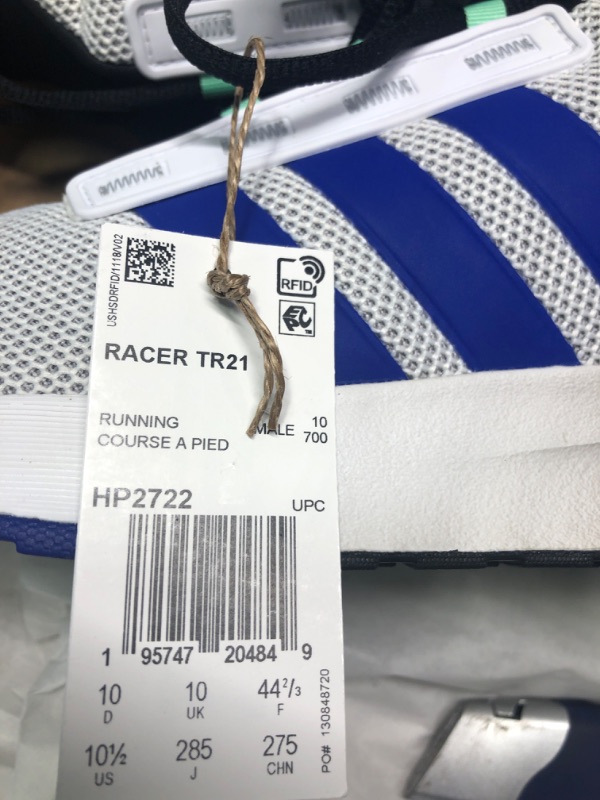 USHSDRFID/1118/V02
RFID
EPC
RACER TR21
RUNNING
COURSE A PIED
MALE 10
700
HP2722
UPC
1 95747 20484 9
10 10 44 2/3
D UK F
10½ 285 275
US J CHN
PO# 130848720